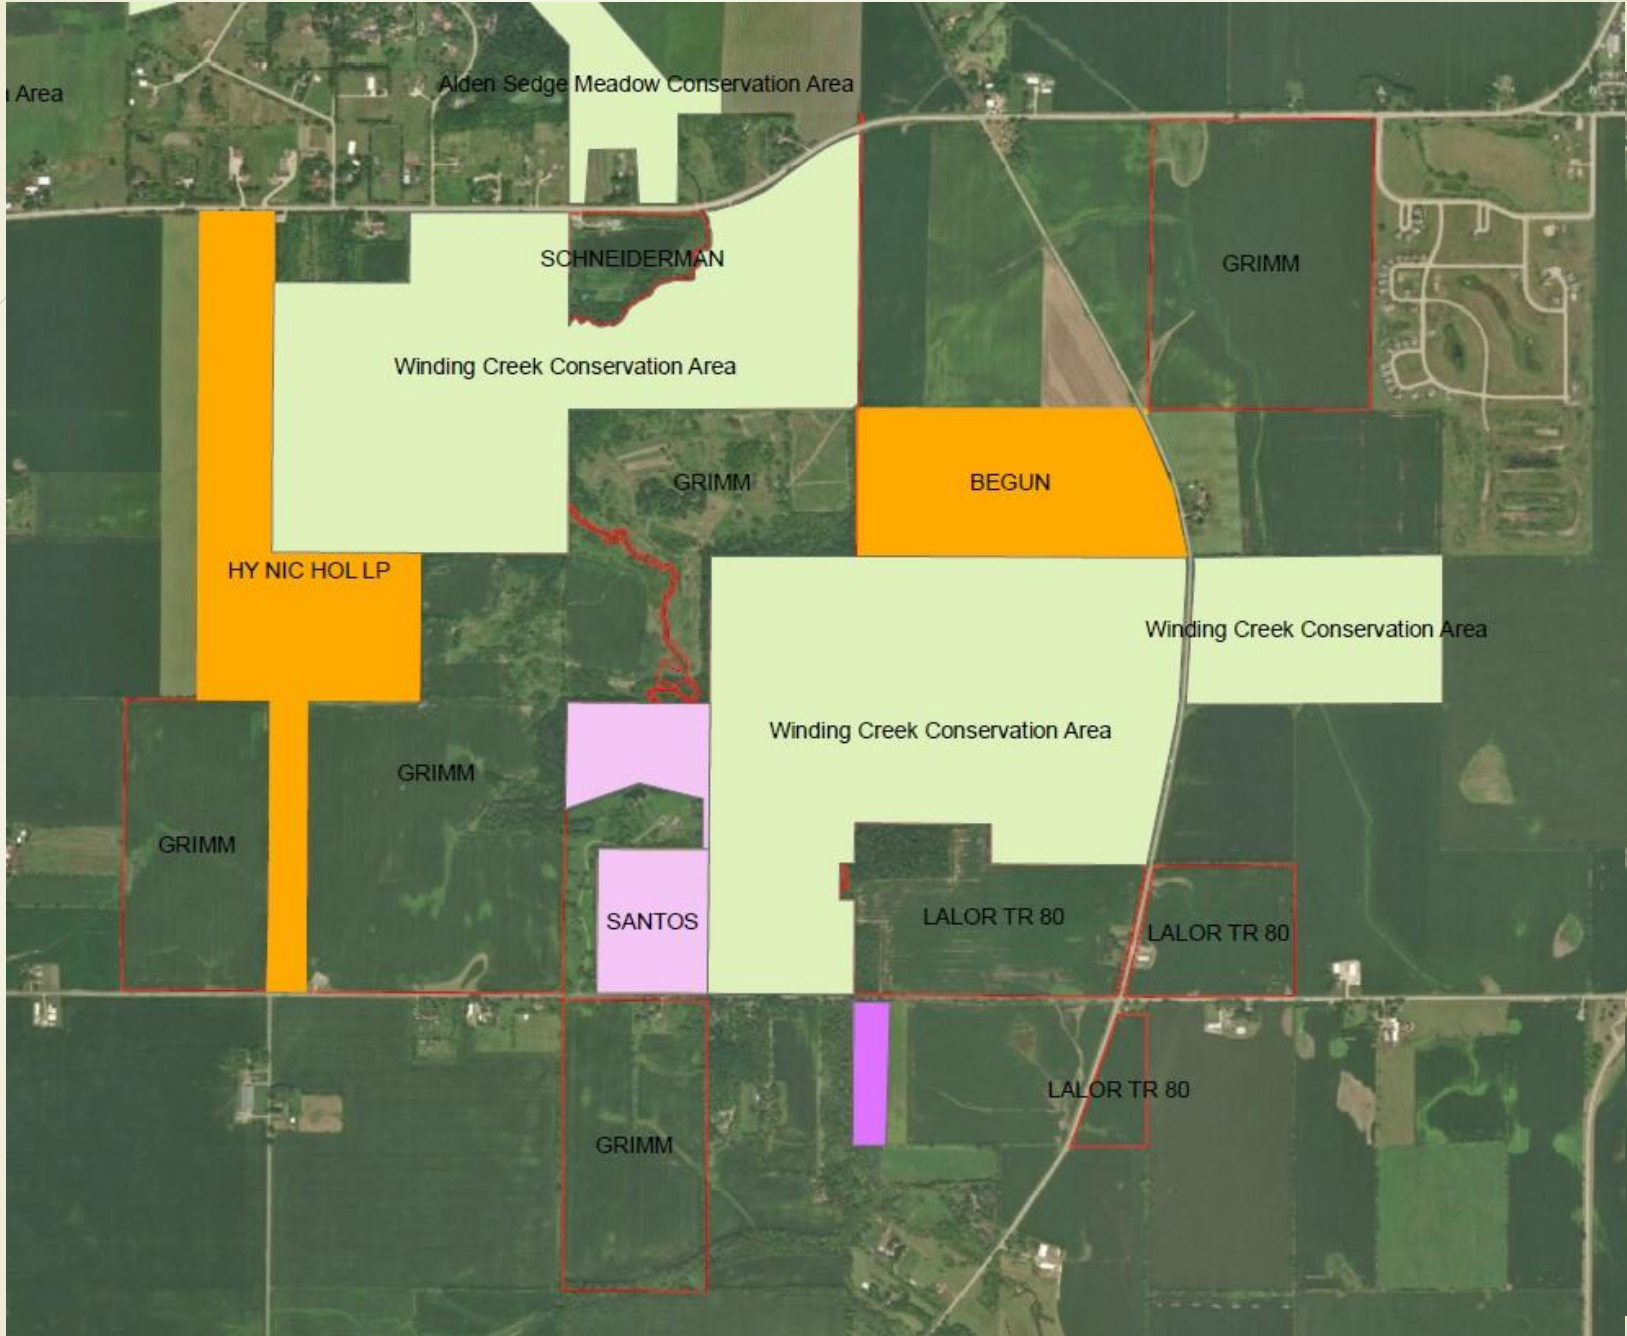 Alden Sedge Meadow Conservation Area
Area
SCHNEIDERMAN
GRIMM
Winding Creek Conservation Area
GRIMM
BEGUN
HY NIC HOL LP
Winding Creek Conservation Area
Winding Creek Conservation Area
GRIMM
GRIMM
SANTOS
LALOR TR 80
LALOR TR 80
LALOR TR 80
GRIMM